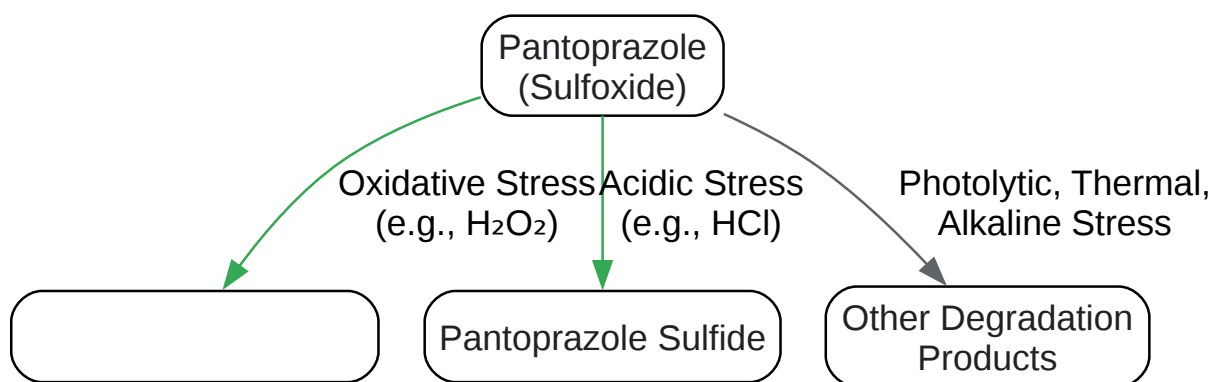 Pantoprazole
(Sulfoxide)
Oxidative Stress
(e.g., H₂O₂)
Acidic Stress
(e.g., HCl)
Photolytic, Thermal,
Alkaline Stress
Pantoprazole Sulfide
Other Degradation
Products